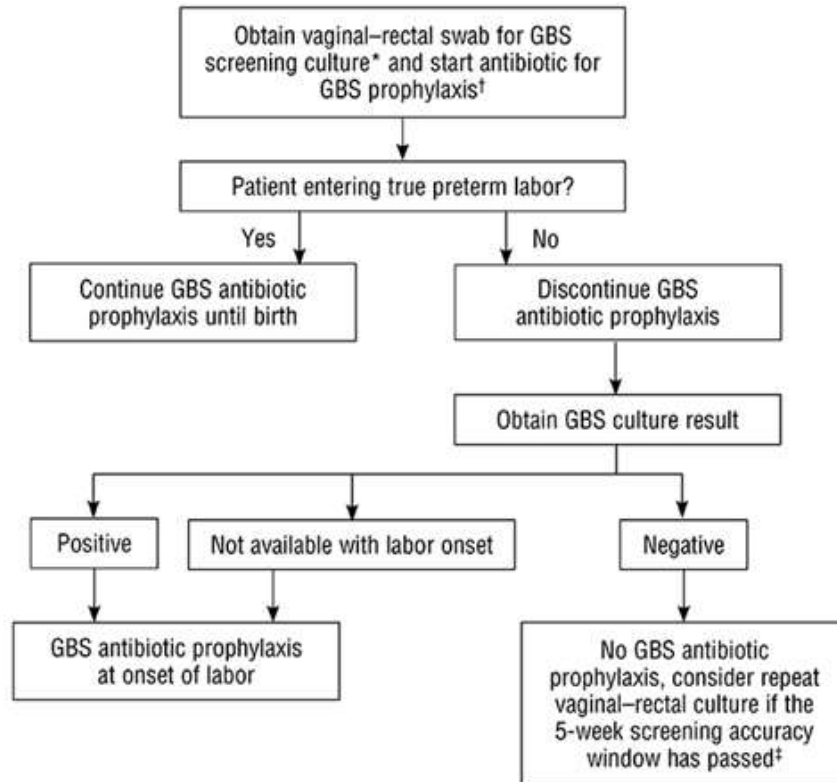 Obtain vaginal–rectal swab for GBS
screening culture* and start antibiotic for
GBS prophylaxis†
Patient entering true preterm labor?
Yes
No
Continue GBS antibiotic
prophylaxis until birth
Discontinue GBS
antibiotic prophylaxis
Obtain GBS culture result
Positive
Not available with labor onset
Negative
GBS antibiotic prophylaxis
at onset of labor
No GBS antibiotic
prophylaxis, consider repeat
vaginal–rectal culture if the
5-week screening accuracy
window has passed‡